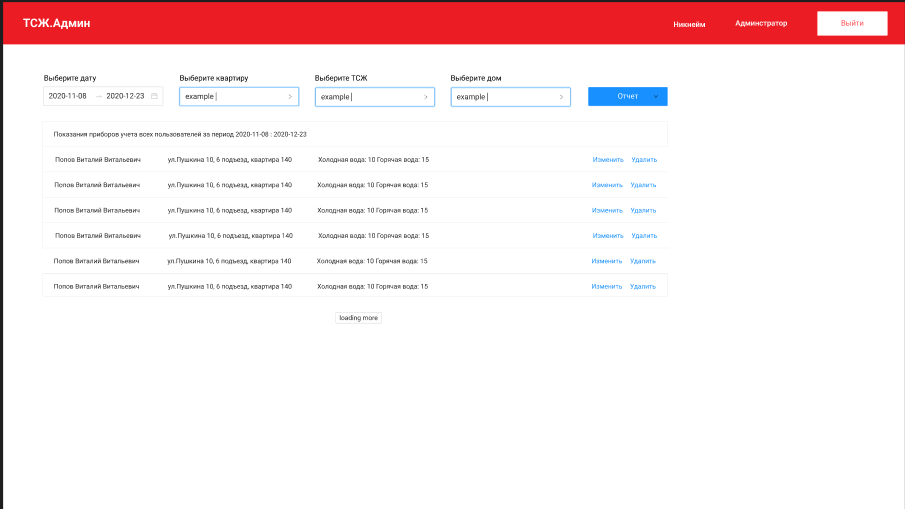 ТСЖ.Админ Никнейм Админстратор Выйти
Выберите дату Выберите квартиру Выберите ТСЖ Выберите дом
2020-11-08 → 2020-12-23 example example example Отчет
Показания приборов учета всех пользователей за период 2020-11-08 : 2020-12-23
Попов Виталий Витальевич ул.Пушкина 10, 6 подъезд, квартира 140 Холодная вода: 10 Горячая вода: 15 Изменить Удалить
Попов Виталий Витальевич ул.Пушкина 10, 6 подъезд, квартира 140 Холодная вода: 10 Горячая вода: 15 Изменить Удалить
Попов Виталий Витальевич ул.Пушкина 10, 6 подъезд, квартира 140 Холодная вода: 10 Горячая вода: 15 Изменить Удалить
Попов Виталий Витальевич ул.Пушкина 10, 6 подъезд, квартира 140 Холодная вода: 10 Горячая вода: 15 Изменить Удалить
Попов Виталий Витальевич ул.Пушкина 10, 6 подъезд, квартира 140 Холодная вода: 10 Горячая вода: 15 Изменить Удалить
Попов Виталий Витальевич ул.Пушкина 10, 6 подъезд, квартира 140 Холодная вода: 10 Горячая вода: 15 Изменить Удалить
loading more